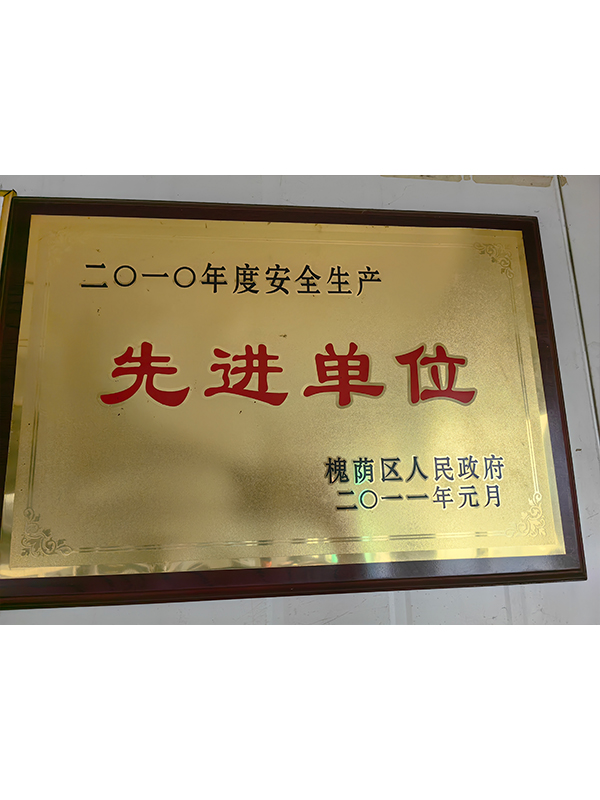 二〇一〇年度安全生产
先进单位
槐荫区人民政府
二〇一一年元月